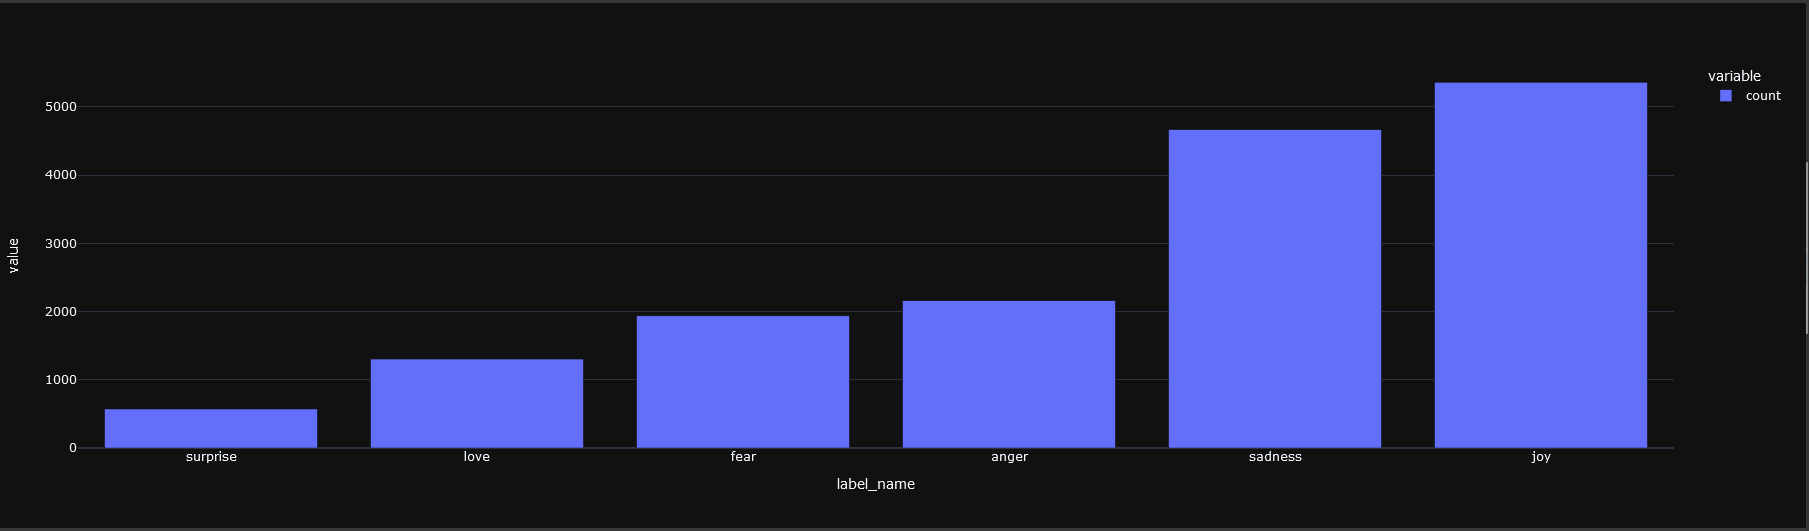 variable
count
5000
4000
3000
2000
1000
0
value
surprise love fear anger sadness joy
label_name